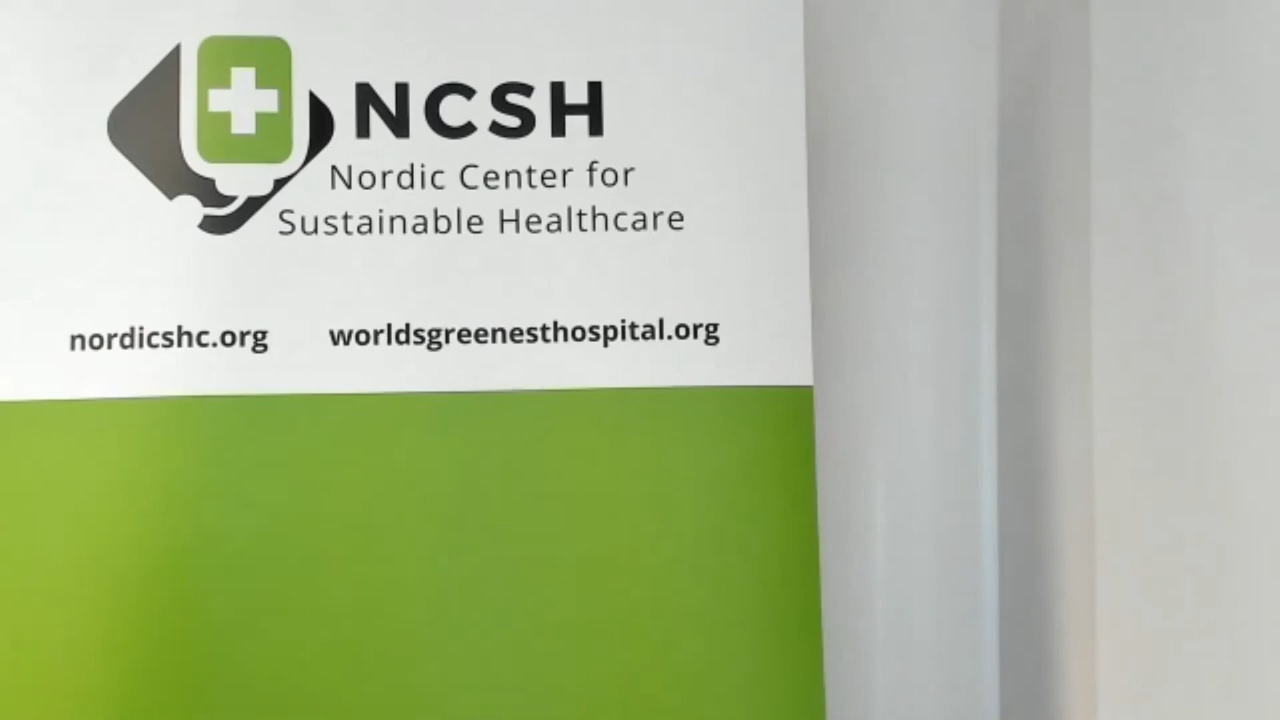 NCSH
Nordic Center for
Sustainable Healthcare
nordicshc.org worldsgreenesthospital.org